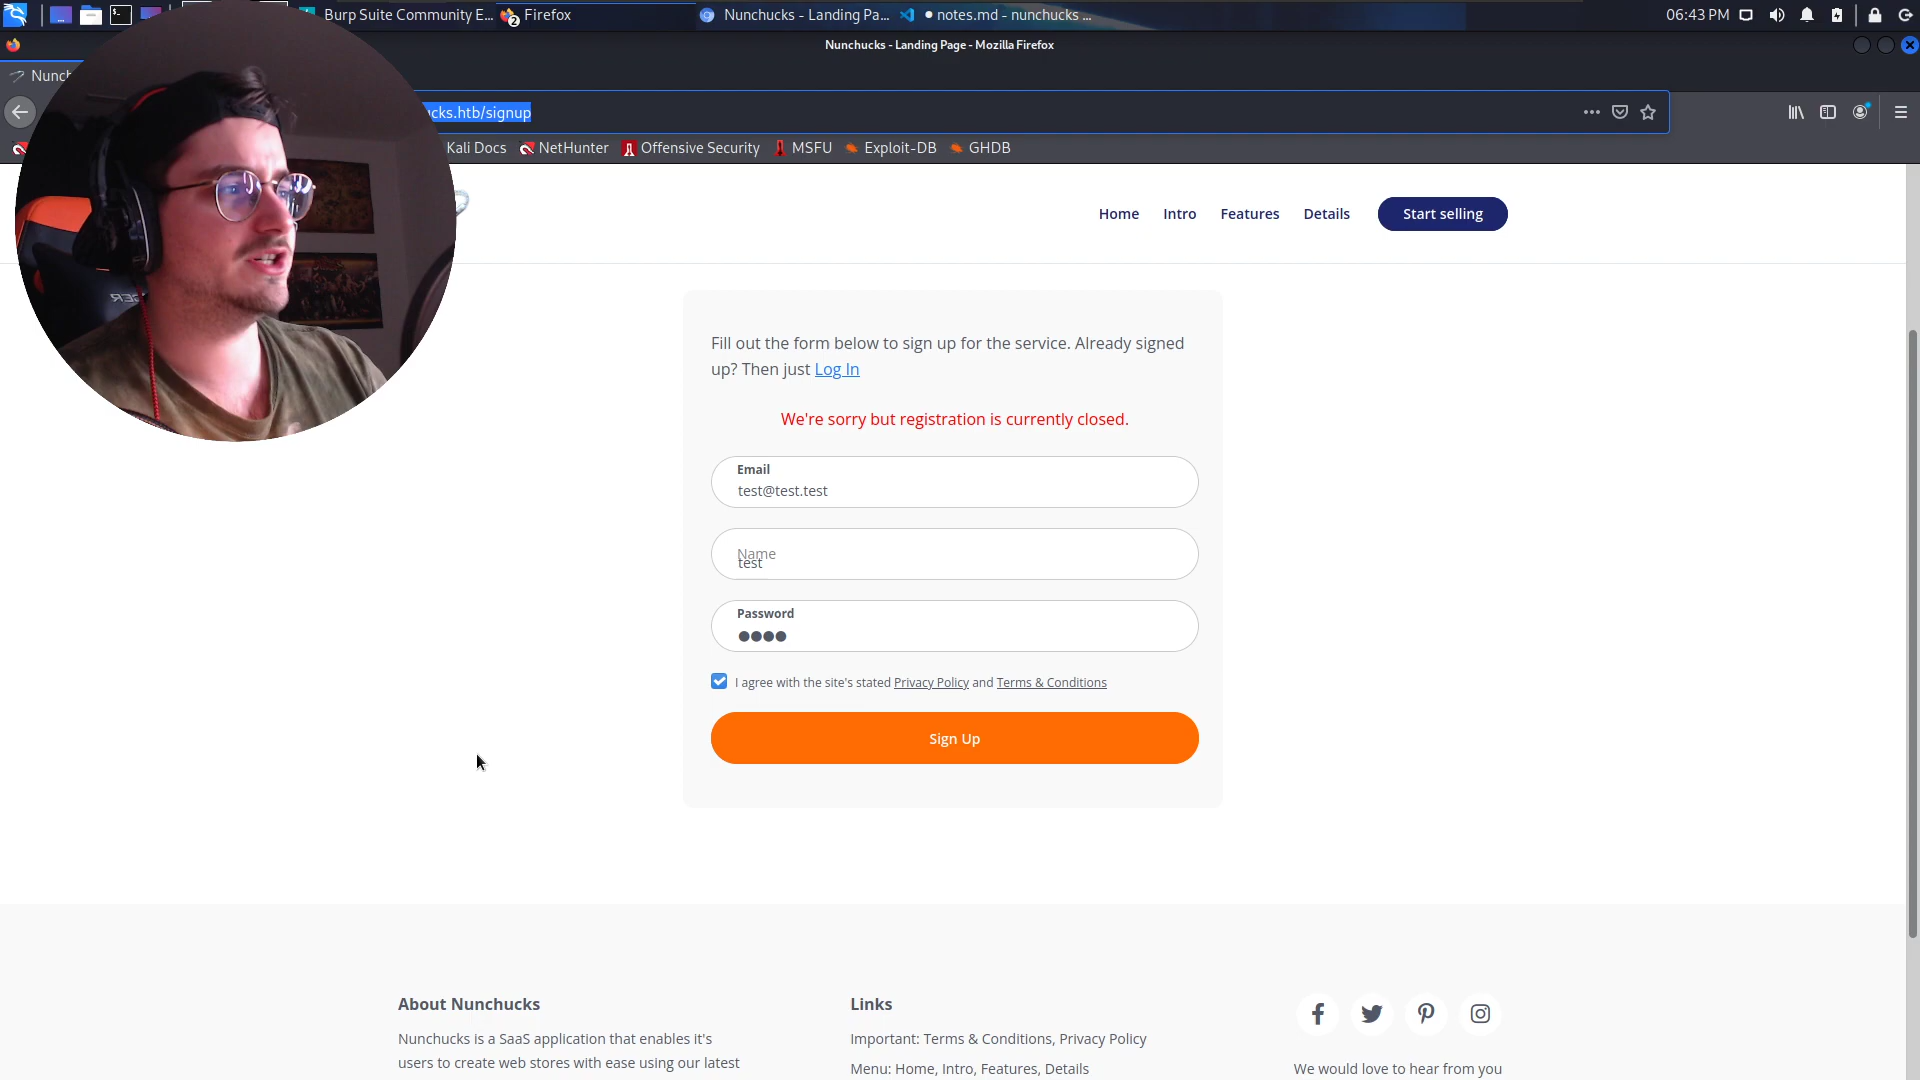 Burp Suite Community E...
Firefox
2
Nunchucks - Landing Pa...
notes.md - nunchucks ...
06:43 PM
Nunchucks - Landing Page - Mozilla Firefox
Nunch
ucks.htb/signup
Kali Docs
NetHunter
Offensive Security
MSFU
Exploit-DB
GHDB
Home
Intro
Features
Details
Start selling
Fill out the form below to sign up for the service. Already signed
up? Then just Log In
We're sorry but registration is currently closed.
Email
test@test.test
Name
test
Password
I agree with the site's stated Privacy Policy and Terms & Conditions
Sign Up
About Nunchucks
Nunchucks is a SaaS application that enables it's
users to create web stores with ease using our latest
Links
Important: Terms & Conditions, Privacy Policy
Menu: Home, Intro, Features, Details
We would love to hear from you